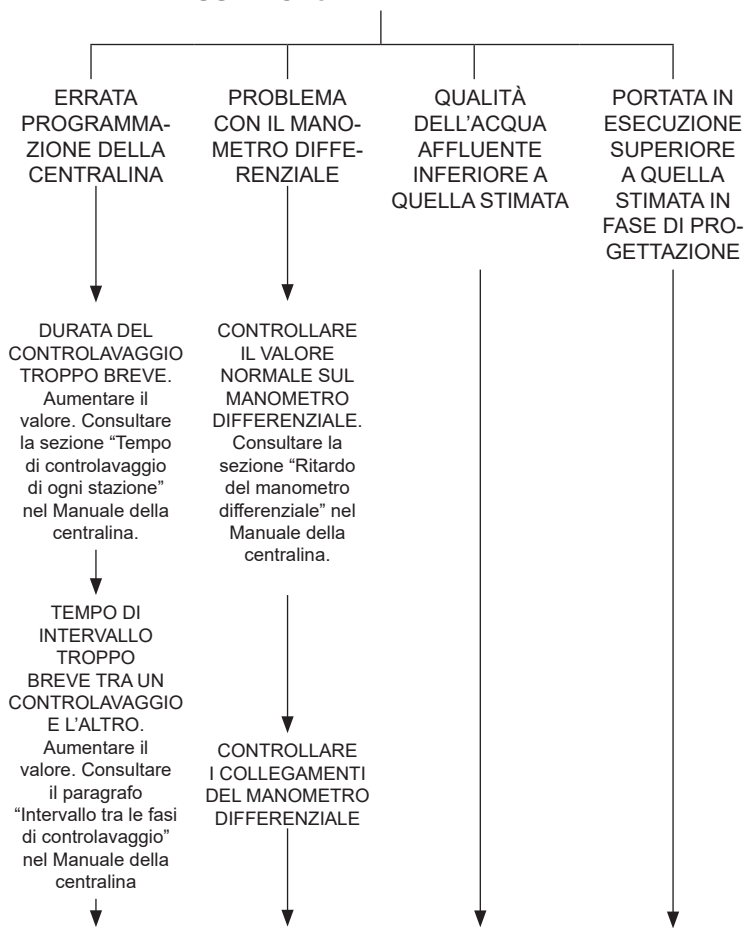 ERRATA
PROGRAMMA-
ZIONE DELLA
CENTRALINA
PROBLEMA
CON IL MANO-
METRO DIFFE-
RENZIALE
QUALITÀ
DELL’ACQUA
AFFLUENTE
INFERIORE A
QUELLA STIMATA
PORTATA IN
ESECUZIONE
SUPERIORE
A QUELLA
STIMATA IN
FASE DI PRO-
GETTAZIONE
DURATA DEL
CONTROLAVAGGIO
TROPPO BREVE.
Aumentare il
valore. Consultare
la sezione “Tempo
di controlavaggio
di ogni stazione”
nel Manuale della
centralina.
CONTROLLARE
IL VALORE
NORMALE SUL
MANOMETRO
DIFFERENZIALE.
Consultare la
sezione “Ritardo
del manometro
differenziale” nel
Manuale della
centralina.
TEMPO DI
INTERVALLO
TROPPO
BREVE TRA UN
CONTROLAVAGGIO
E L’ALTRO.
Aumentare il
valore. Consultare
il paragrafo
“Intervallo tra le fasi
di controlavaggio”
nel Manuale della
centralina
CONTROLLARE
I COLLEGAMENTI
DEL MANOMETRO
DIFFERENZIALE